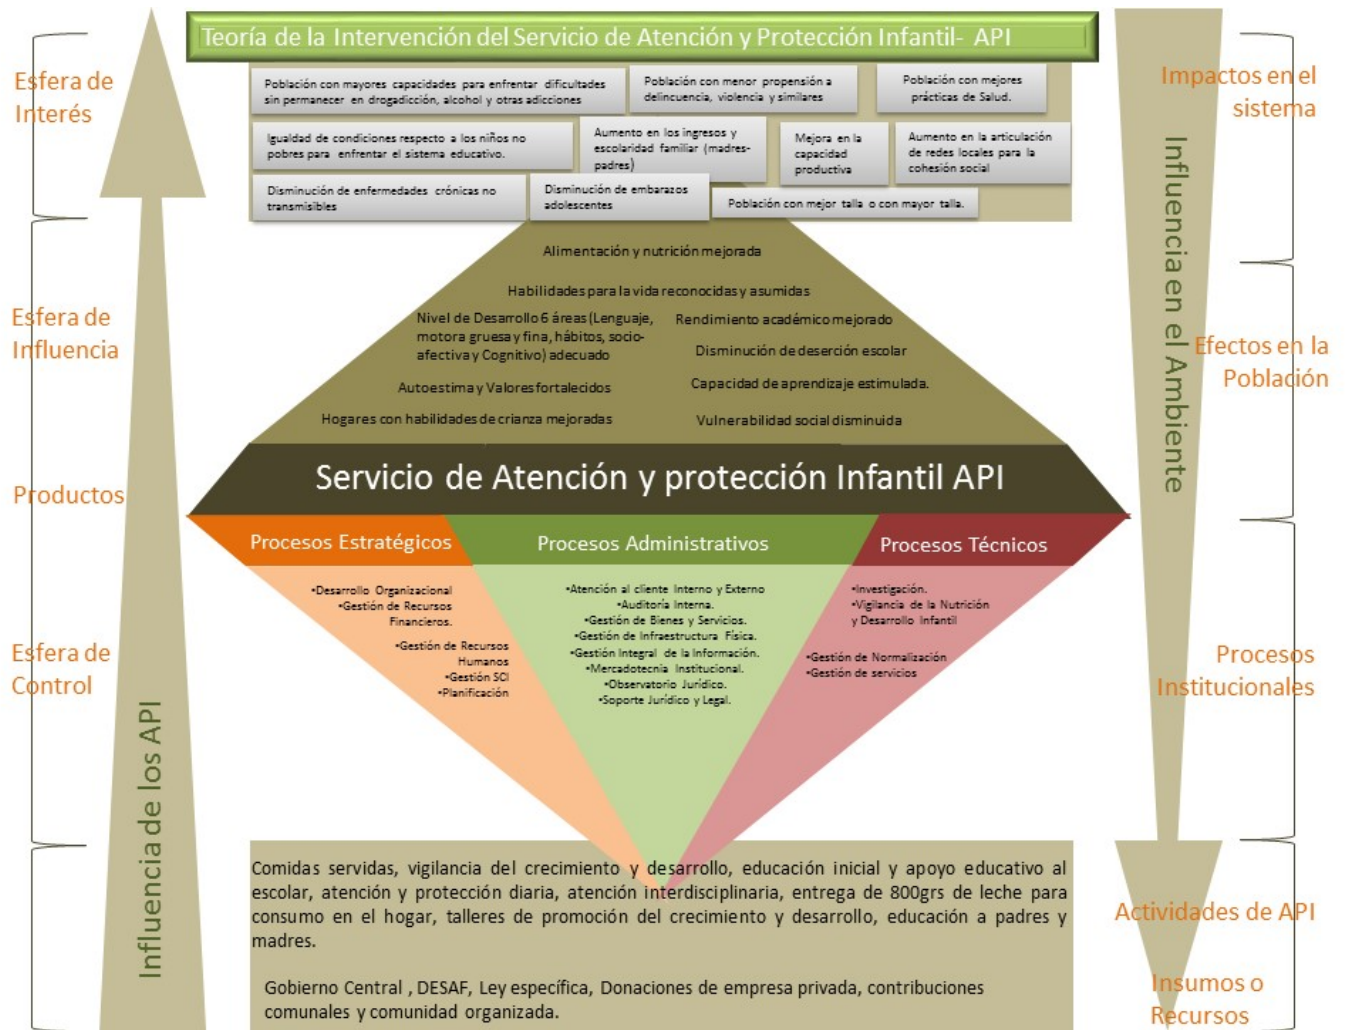 Teoría de la Intervención del Servicio de Atención y Protección Infantil- API
Esfera de
Interés
Impactos en el
sistema
Población con mayores capacidades para enfrentar dificultades
sin permanecer en drogadicción, alcohol y otras adicciones
Población con menor propensión a
delincuencia, violencia y similares
Población con mejores
prácticas de Salud.
Igualdad de condiciones respecto a los niños no
pobres para enfrentar el sistema educativo.
Aumento en los ingresos y
escolaridad familiar (madres-
padres)
Mejora en la
capacidad
productiva
Aumento en la articulación
de redes locales para la
cohesión social
Disminución de enfermedades crónicas no
transmisibles
Disminución de embarazos
adolescentes
Población con mejor talla o con mayor talla.
Esfera de
Influencia
Efectos en la
Población
Influencia en el Ambiente
Alimentación y nutrición mejorada
Habilidades para la vida reconocidas y asumidas
Nivel de Desarrollo 6 áreas (Lenguaje,
motora gruesa y fina, hábitos, socio-
afectiva y Cognitivo) adecuado
Rendimiento académico mejorado
Disminución de deserción escolar
Autoestima y Valores fortalecidos
Capacidad de aprendizaje estimulada.
Hogares con habilidades de crianza mejoradas
Vulnerabilidad social disminuida
Productos
Servicio de Atención y protección Infantil API
Procesos Estratégicos
Procesos Administrativos
Procesos Técnicos
Esfera de
Control
Procesos
Institucionales
•Desarrollo Organizacional
•Gestión de Recursos
Financieros.
•Gestión de Recursos
Humanos
•Gestión SCI
•Planificación
•Atención al cliente Interno y Externo
•Auditoría Interna.
•Gestión de Bienes y Servicios.
•Gestión de Infraestructura Física.
•Gestión Integral de la Información.
•Mercadotecnia Institucional.
•Observatorio Jurídico.
•Soporte Jurídico y Legal.
•Investigación.
•Vigilancia de la Nutrición
y Desarrollo Infantil
•Gestión de Normalización
•Gestión de servicios
Influencia de los API
Comidas servidas, vigilancia del crecimiento y desarrollo, educación inicial y apoyo educativo al
escolar, atención y protección diaria, atención interdisciplinaria, entrega de 800grs de leche para
consumo en el hogar, talleres de promoción del crecimiento y desarrollo, educación a padres y
madres.
Actividades de API
Gobierno Central , DESAF, Ley específica, Donaciones de empresa privada, contribuciones
comunales y comunidad organizada.
Insumos o
Recursos